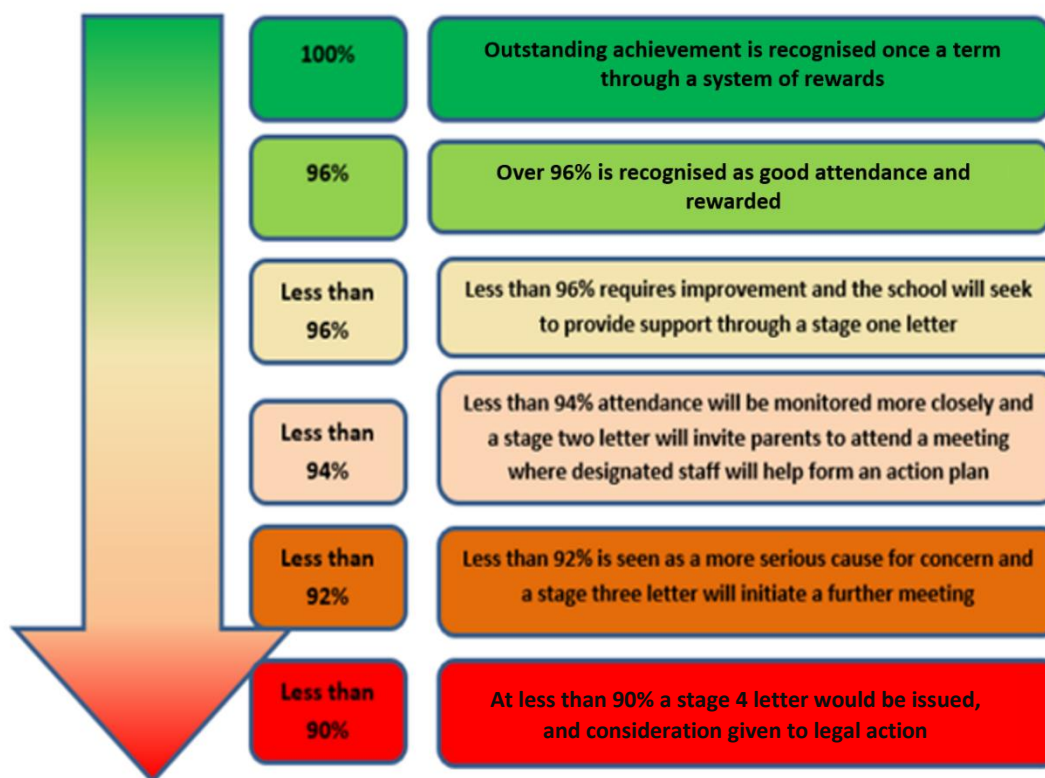 100%
Outstanding achievement is recognised once a term
through a system of rewards
96%
Over 96% is recognised as good attendance and
rewarded
Less than
96%
Less than 96% requires improvement and the school will seek
to provide support through a stage one letter
Less than
94%
Less than 94% attendance will be monitored more closely and
a stage two letter will invite parents to attend a meeting
where designated staff will help form an action plan
Less than
92%
Less than 92% is seen as a more serious cause for concern and
a stage three letter will initiate a further meeting
Less than
90%
At less than 90% a stage 4 letter would be issued,
and consideration given to legal action